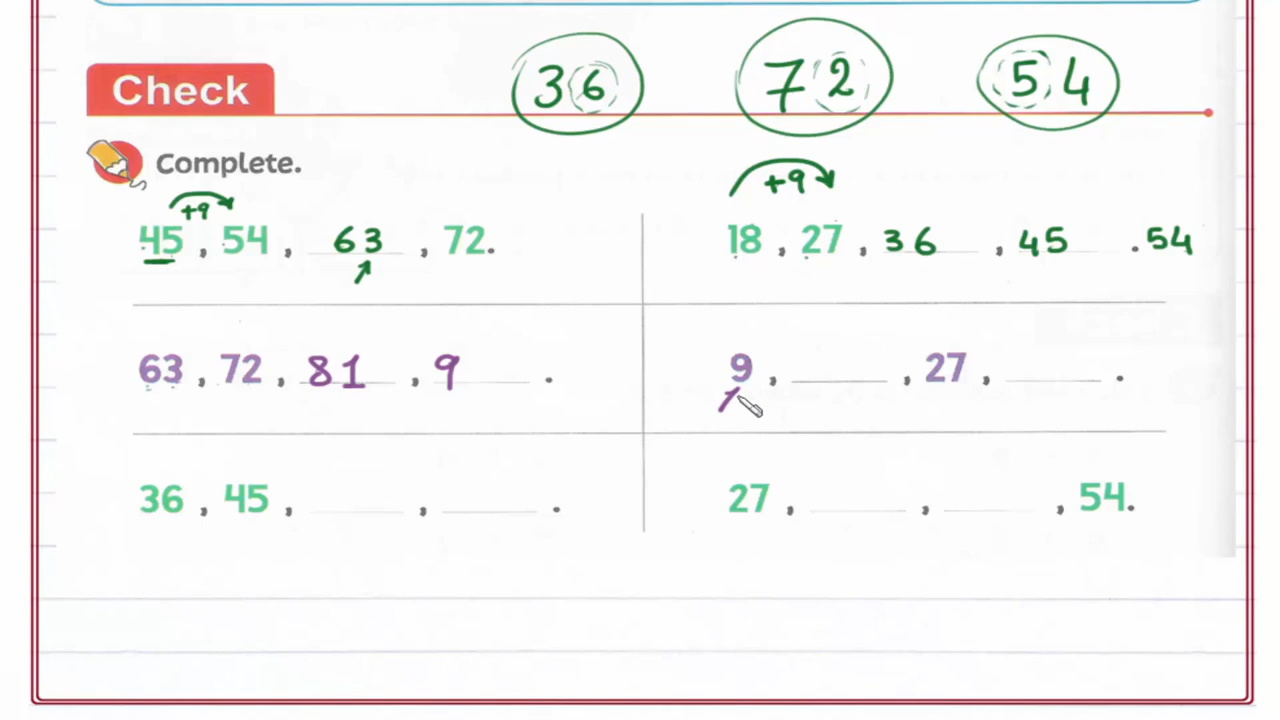 36 72 54
Check
Complete.
+9 +9
45 , 54 , 63 , 72.
18 , 27 , 36 , 45 . 54
63 , 72 , 81 , 9 .
9 , , 27 , .
36 , 45 , , .
27 , , , 54.